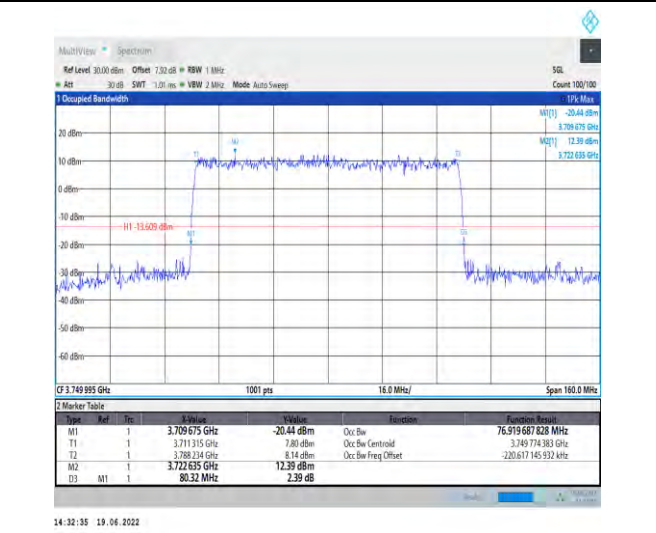 MultiView Spectrum
Ref Level 30.00 dBm Offset 7.92 dB RBW 1 MHz SGL
Att 30 dB SWT 1.01 ms VBW 2 MHz Mode Auto Sweep Count 100/100
1 Occupied Bandwidth 1Pk Max
M1[1] -20.44 dBm
3.709 675 GHz
20 dBm M2[1] 12.39 dBm
3.722 635 GHz
M2
T1 T2
10 dBm
0 dBm
-10 dBm
H1 -13.609 dBm
M1 D3
-20 dBm
-30 dBm
-40 dBm
-50 dBm
-60 dBm
CF 3.749 995 GHz 1001 pts 16.0 MHz/ Span 160.0 MHz
2 Marker Table
Type Ref Trc X-Value Y-Value Function Function Result
M1 1 3.709 675 GHz -20.44 dBm Occ Bw 76.919 687 828 MHz
T1 1 3.711 315 GHz 7.80 dBm Occ Bw Centroid 3.749 774 383 GHz
T2 1 3.788 234 GHz 8.14 dBm Occ Bw Freq Offset -220.617 145 932 kHz
M2 1 3.722 635 GHz 12.39 dBm
D3 M1 1 80.32 MHz 2.39 dB
14:32:35 19.06.2022